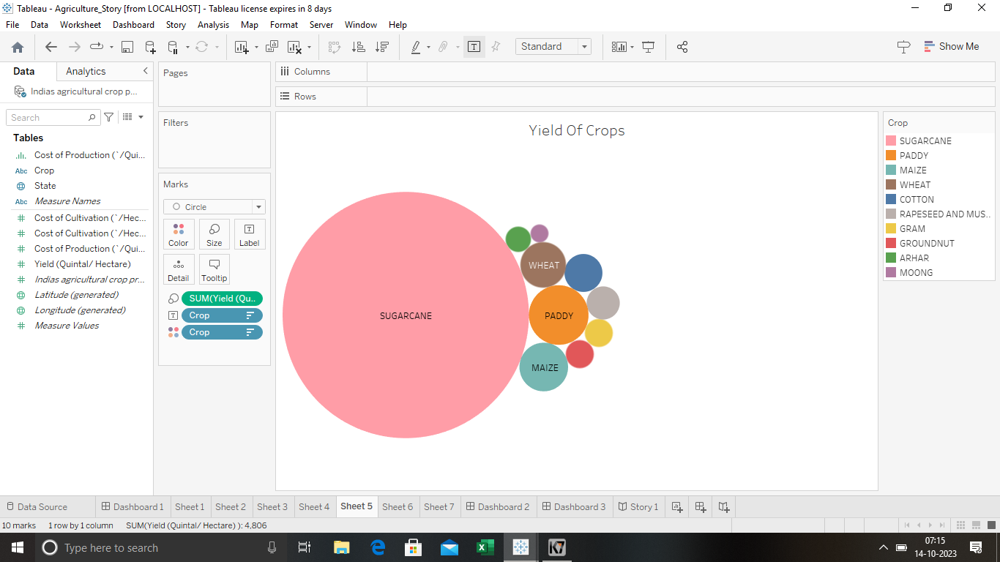 Tableau - Agriculture_Story [from LOCALHOST] - Tableau license expires in 8 days
File Data Worksheet Dashboard Story Analysis Map Format Server Window Help
Standard
Show Me
Data Analytics
Indias agricultural crop p...
Search
Tables
Cost of Production (`/Qui...
Abc Crop
State
Abc Measure Names
Cost of Cultivation (`/Hec...
Cost of Cultivation (`/Hec...
Cost of Production (`/Qui...
Yield (Quintal/ Hectare)
Indias agricultural crop pr...
Latitude (generated)
Longitude (generated)
Measure Values
Pages
Filters
Marks
Circle
Color Size Label
Detail Tooltip
SUM(Yield (Qu..
Crop
Crop
Columns
Rows
Yield Of Crops
WHEAT
SUGARCANE
PADDY
MAIZE
Crop
SUGARCANE
PADDY
MAIZE
WHEAT
COTTON
RAPESEED AND MUS..
GRAM
GROUNDNUT
ARHAR
MOONG
Data Source Dashboard 1 Sheet 1 Sheet 2 Sheet 3 Sheet 4 Sheet 5 Sheet 6 Sheet 7 Dashboard 2 Dashboard 3 Story 1
10 marks 1 row by 1 column SUM(Yield (Quintal/ Hectare) ): 4,806
Type here to search
K7
07:15
14-10-2023